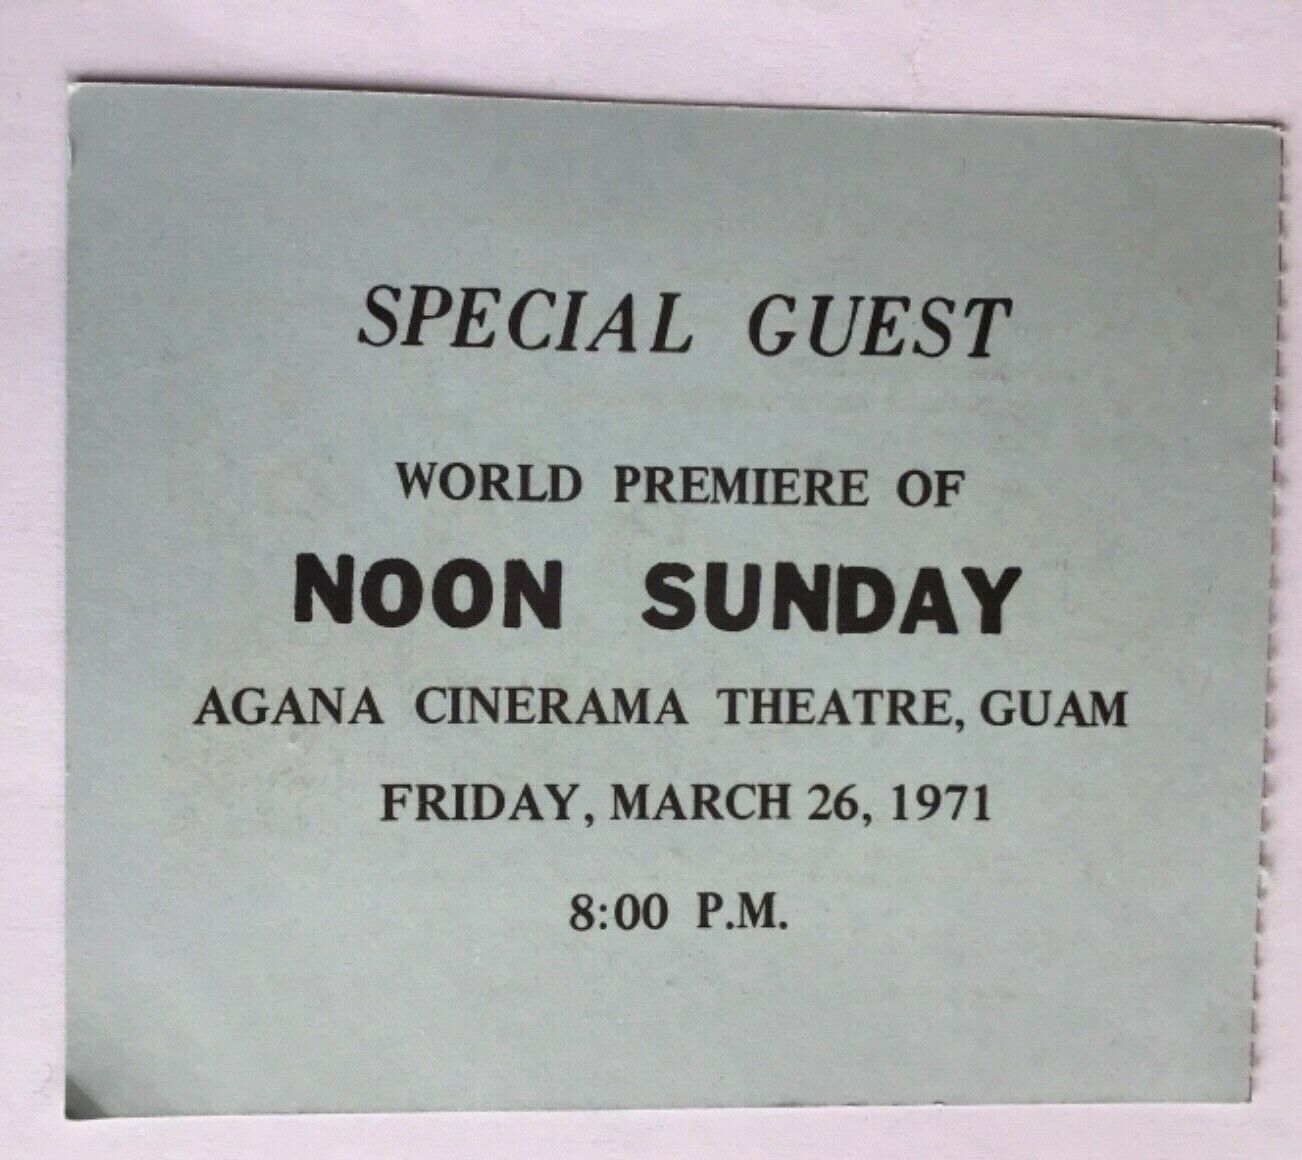 SPECIAL GUEST
WORLD PREMIERE OF
NOON SUNDAY
AGANA CINERAMA THEATRE, GUAM
FRIDAY, MARCH 26, 1971
8:00 P.M.